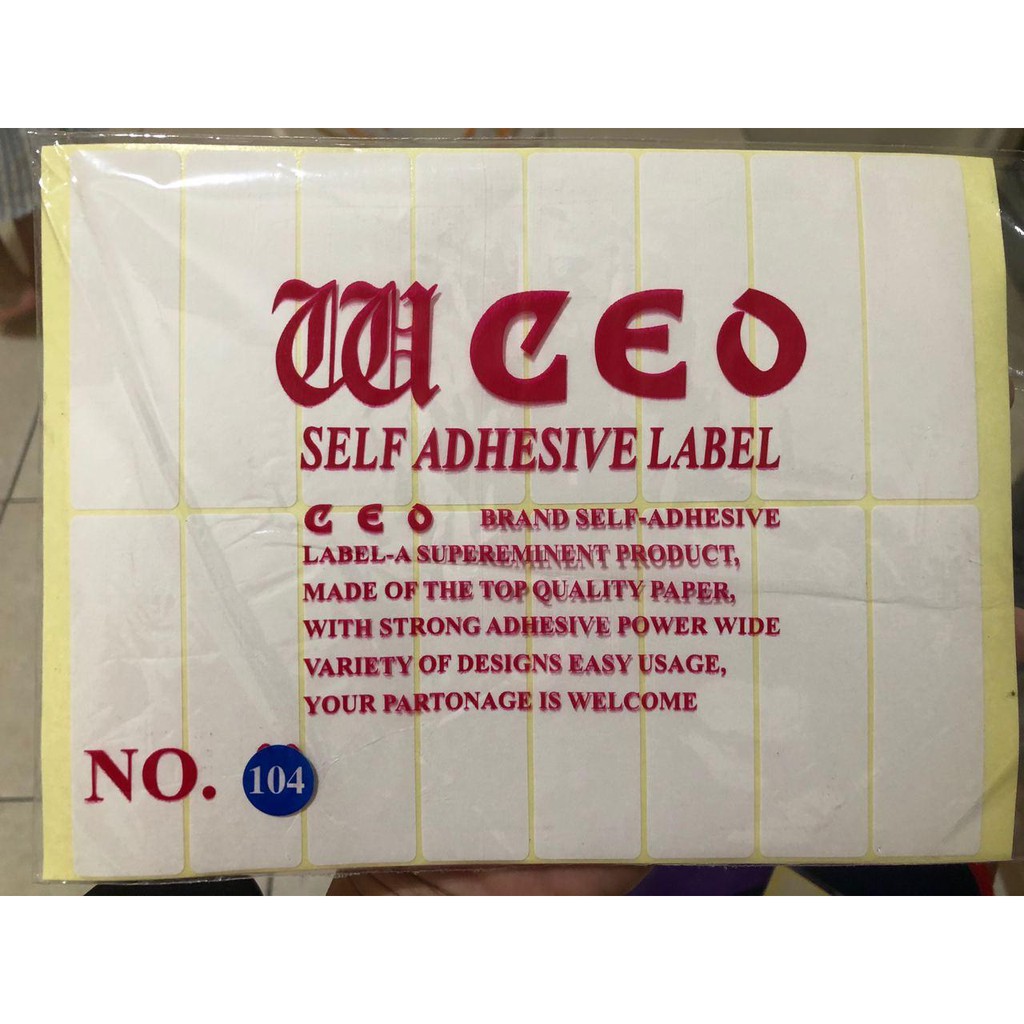 W CEO
SELF ADHESIVE LABEL
CEO BRAND SELF-ADHESIVE
LABEL-A SUPEREMINENT PRODUCT,
MADE OF THE TOP QUALITY PAPER,
WITH STRONG ADHESIVE POWER WIDE
VARIETY OF DESIGNS EASY USAGE,
YOUR PARTONAGE IS WELCOME
NO. 104